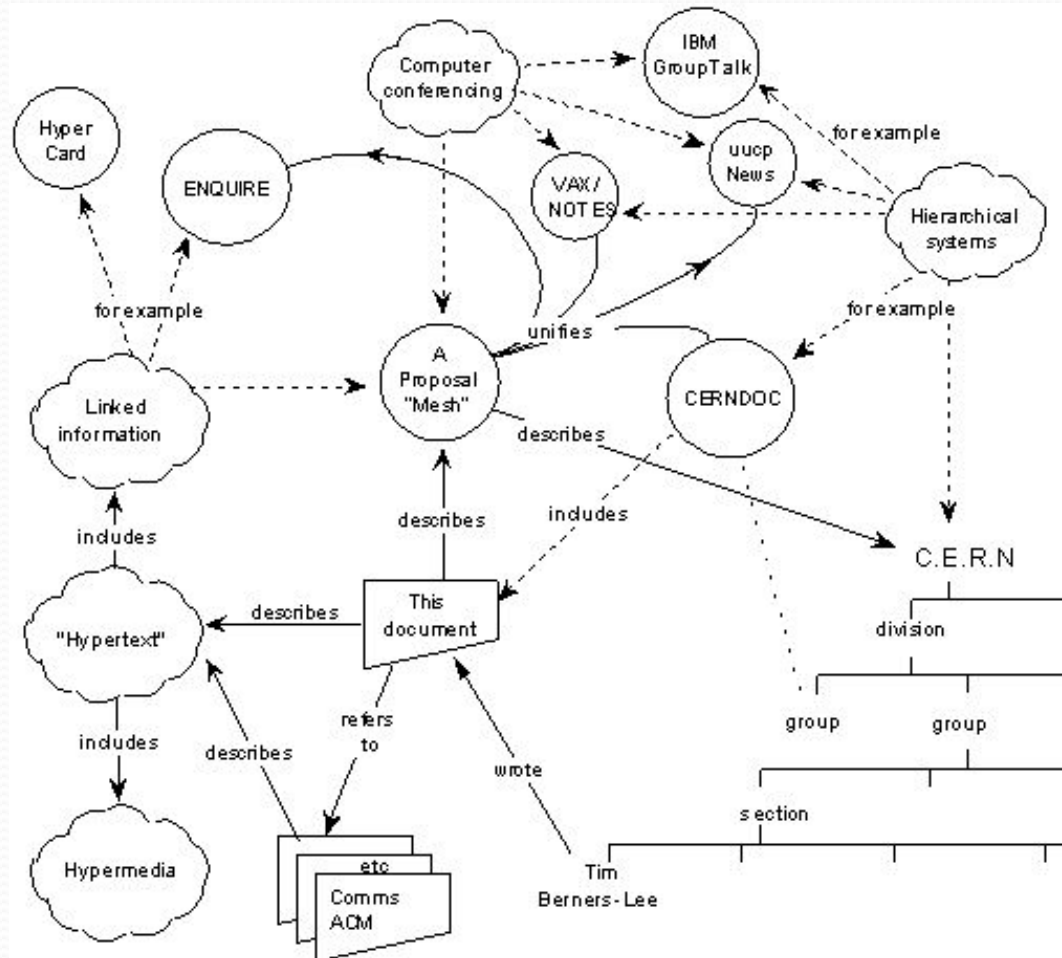 IBM
GroupTalk
Computer
conferencing
Hyper
Card
for example
uucp
News
ENQUIRE
VAX/
NOTES
Hierarchical
systems
for example
for example
unifies
A
Proposal
"Mesh"
CERNDOC
Linked
information
describes
includes
describes
includes
C.E.R.N
This
document
describes
"Hypertext"
division
refers
to
group
group
includes
describes
wrote
section
Hypermedia
etc
Tim
Berners-Lee
Comms
ACM